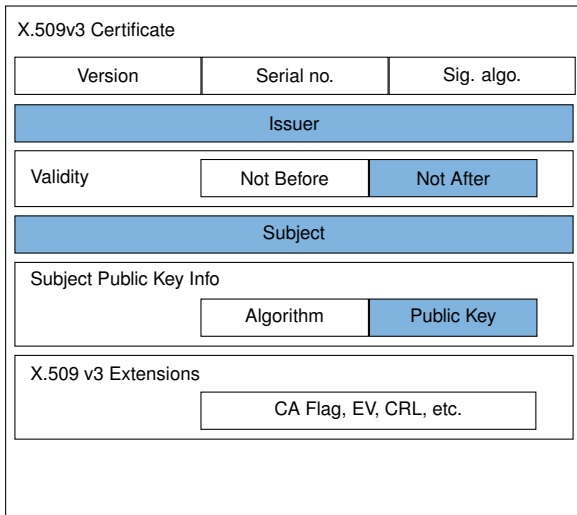 X.509v3 Certificate
Version Serial no. Sig. algo.
Issuer
Validity Not Before Not After
Subject
Subject Public Key Info
Algorithm Public Key
X.509 v3 Extensions
CA Flag, EV, CRL, etc.